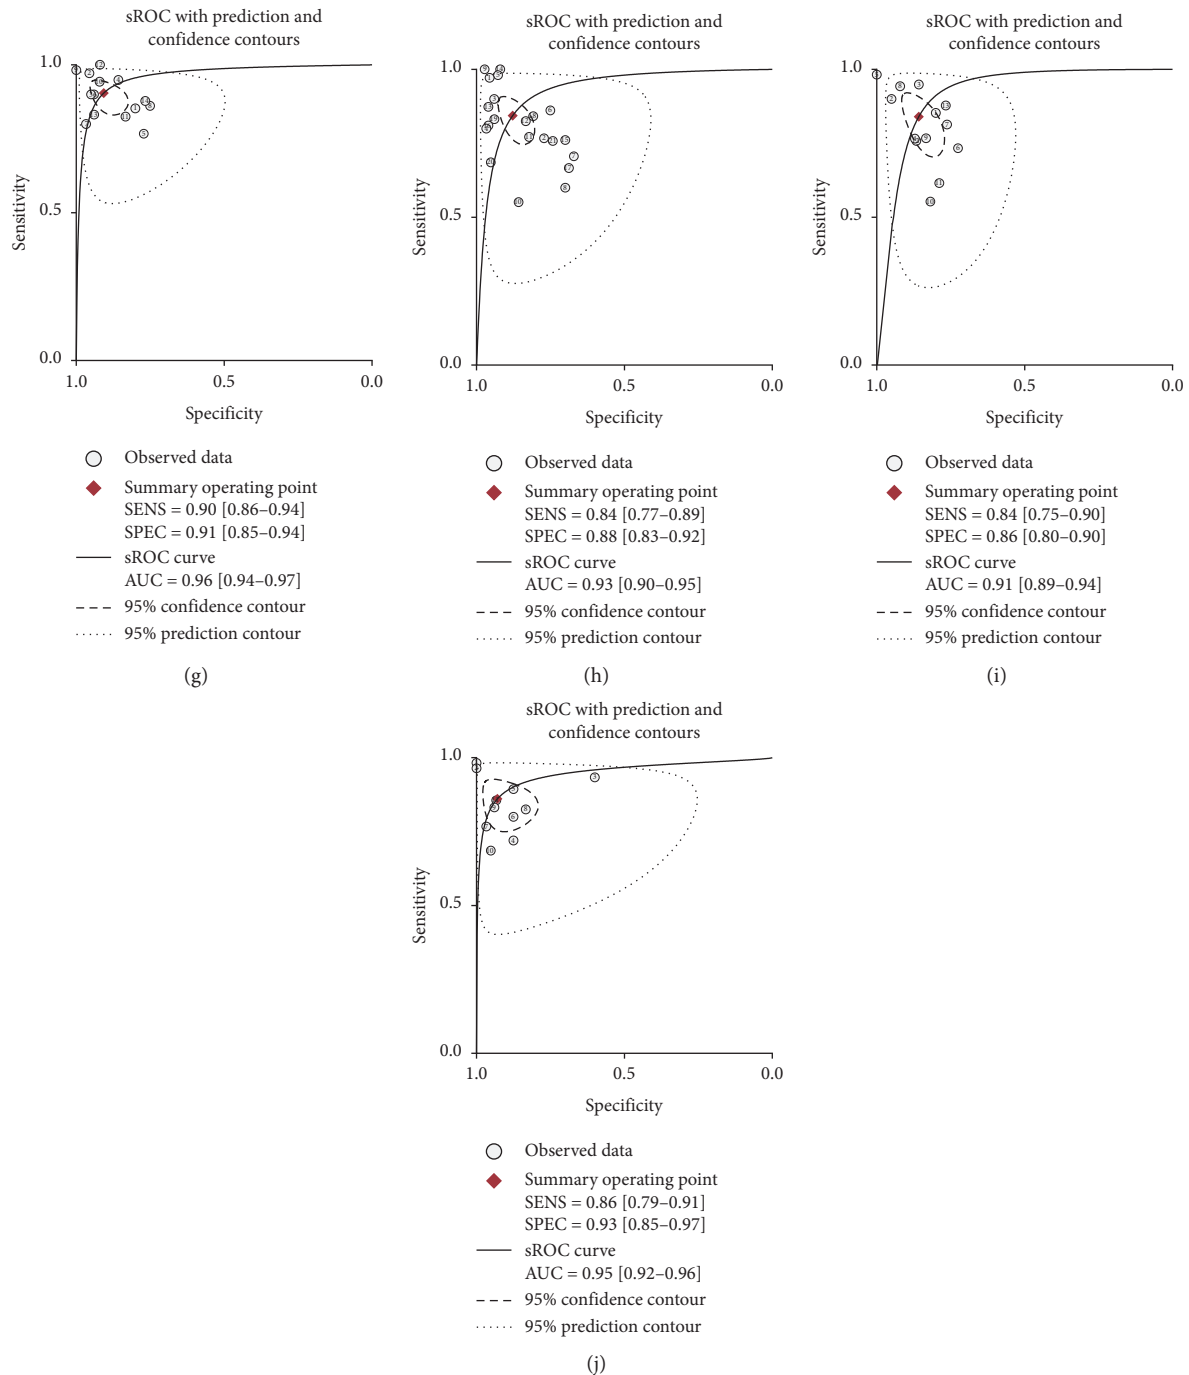 sROC with prediction and
confidence contours
1.0
0.5
0.0
Sensitivity
1.0
0.5
0.0
Specificity
Observed data
Summary operating point
SENS = 0.90 [0.86–0.94]
SPEC = 0.91 [0.85–0.94]
sROC curve
AUC = 0.96 [0.94–0.97]
95% confidence contour
95% prediction contour
(g)
sROC with prediction and
confidence contours
1.0
0.5
0.0
Sensitivity
1.0
0.5
0.0
Specificity
Observed data
Summary operating point
SENS = 0.84 [0.77–0.89]
SPEC = 0.88 [0.83–0.92]
sROC curve
AUC = 0.93 [0.90–0.95]
95% confidence contour
95% prediction contour
(h)
sROC with prediction and
confidence contours
1.0
0.5
0.0
Sensitivity
1.0
0.5
0.0
Specificity
Observed data
Summary operating point
SENS = 0.84 [0.75–0.90]
SPEC = 0.86 [0.80–0.90]
sROC curve
AUC = 0.91 [0.89–0.94]
95% confidence contour
95% prediction contour
(i)
sROC with prediction and
confidence contours
1.0
0.5
0.0
Sensitivity
1.0
0.5
0.0
Specificity
Observed data
Summary operating point
SENS = 0.86 [0.79–0.91]
SPEC = 0.93 [0.85–0.97]
sROC curve
AUC = 0.95 [0.92–0.96]
95% confidence contour
95% prediction contour
(j)